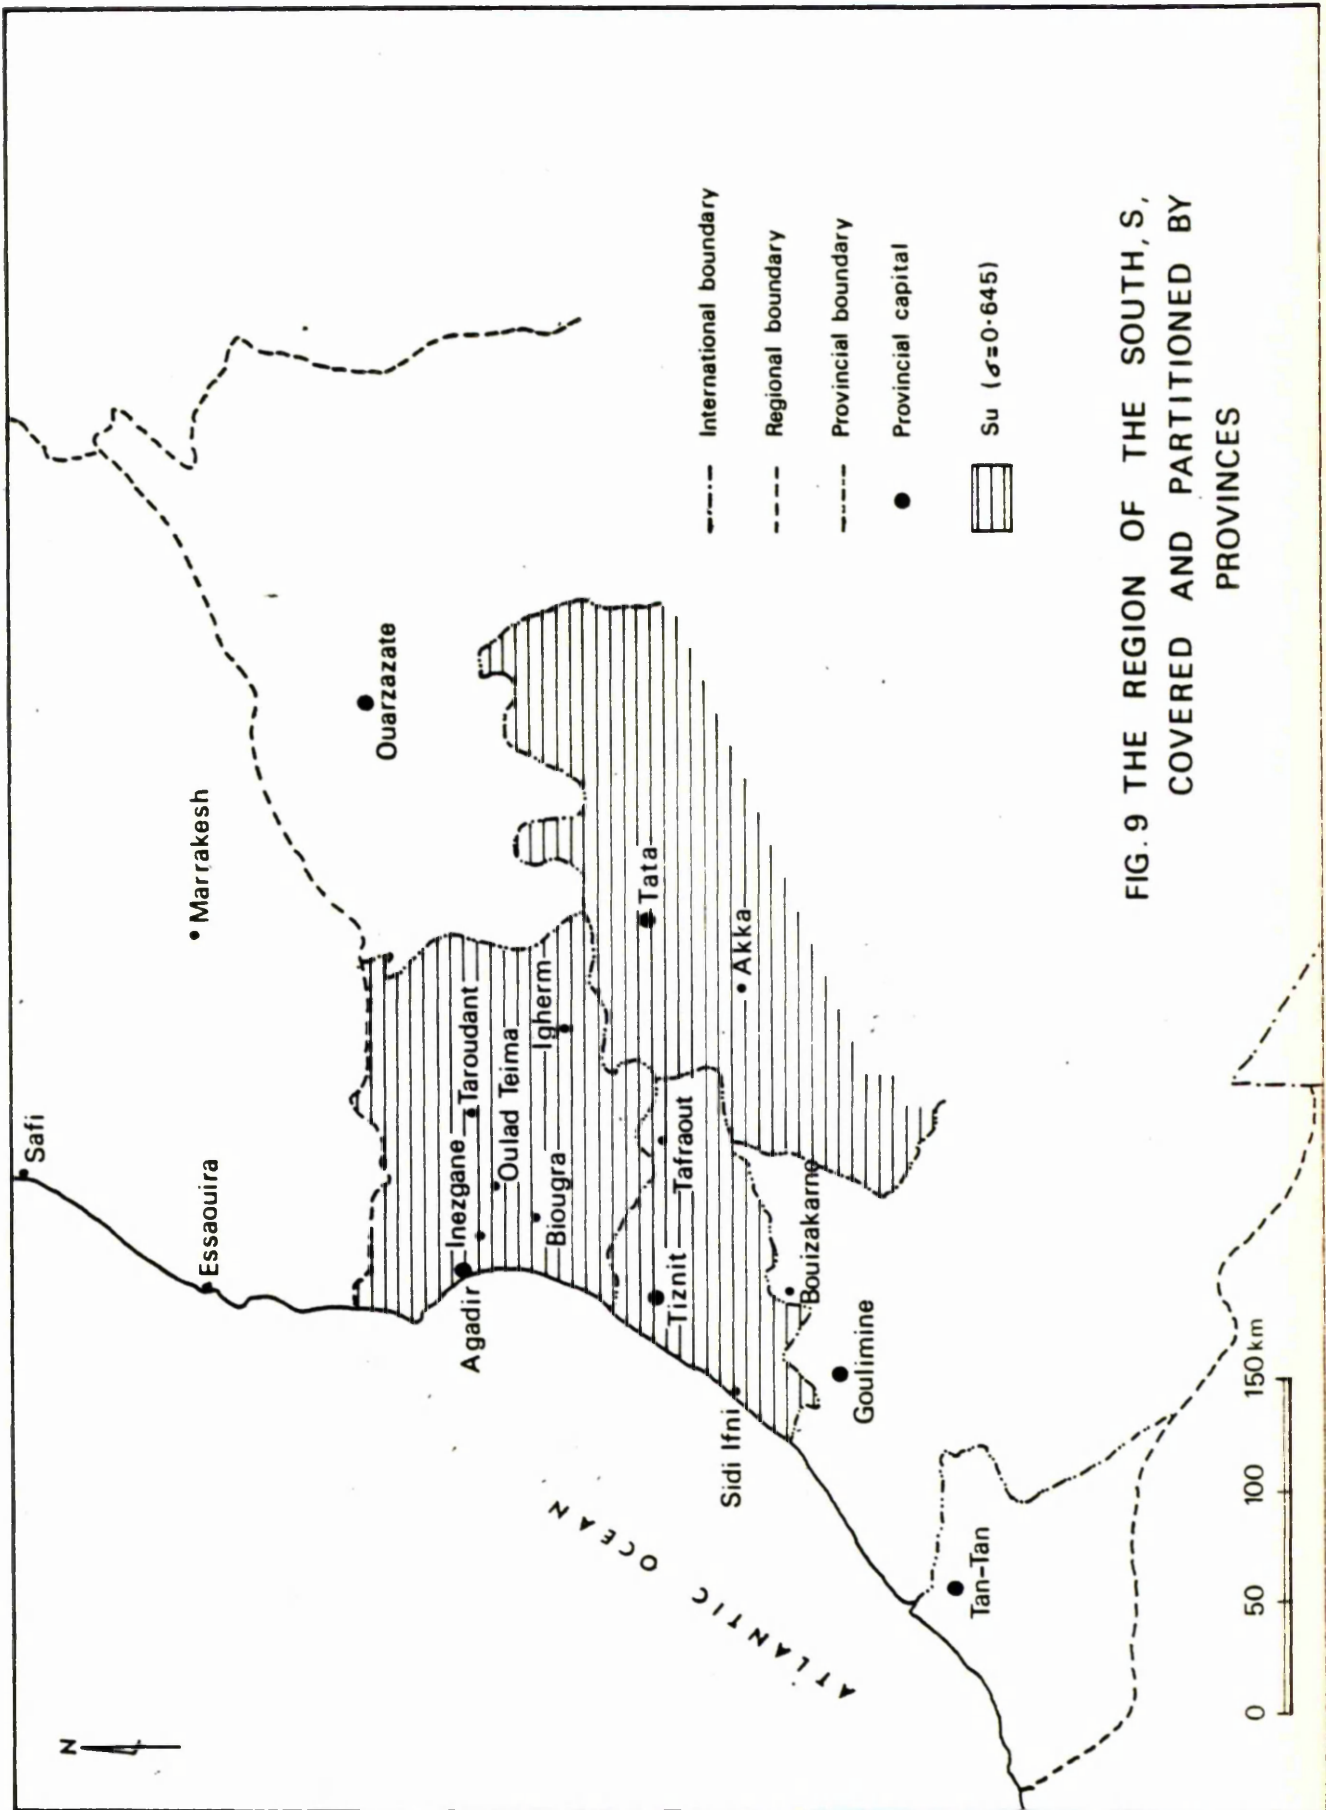 N
Safi
Essaouira
Marrakesh
Ouarzazate
Agadir
Inezgane
Taroudant
Oulad Teima
Biougra
Igherm
Tiznit
Tafraout
Tata
Akka
Sidi Ifni
Bouizakarne
Goulimine
Tan-Tan
ATLANTIC OCEAN
International boundary
Regional boundary
Provincial boundary
Provincial capital
Su (σ=0·645)
0 50 100 150 km
FIG. 9 THE REGION OF THE SOUTH, S,
COVERED AND PARTITIONED BY
PROVINCES